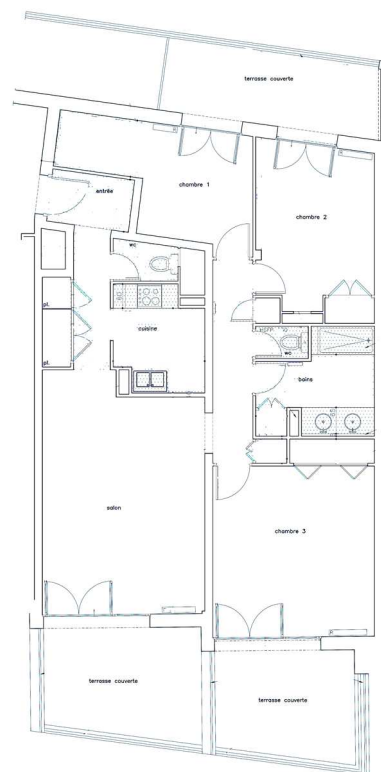 terrasse couverte
chambre 1
entrée
chambre 2
wc
pl.
cuisine
pl.
wc
bains
salon
chambre 3
terrasse couverte
terrasse couverte